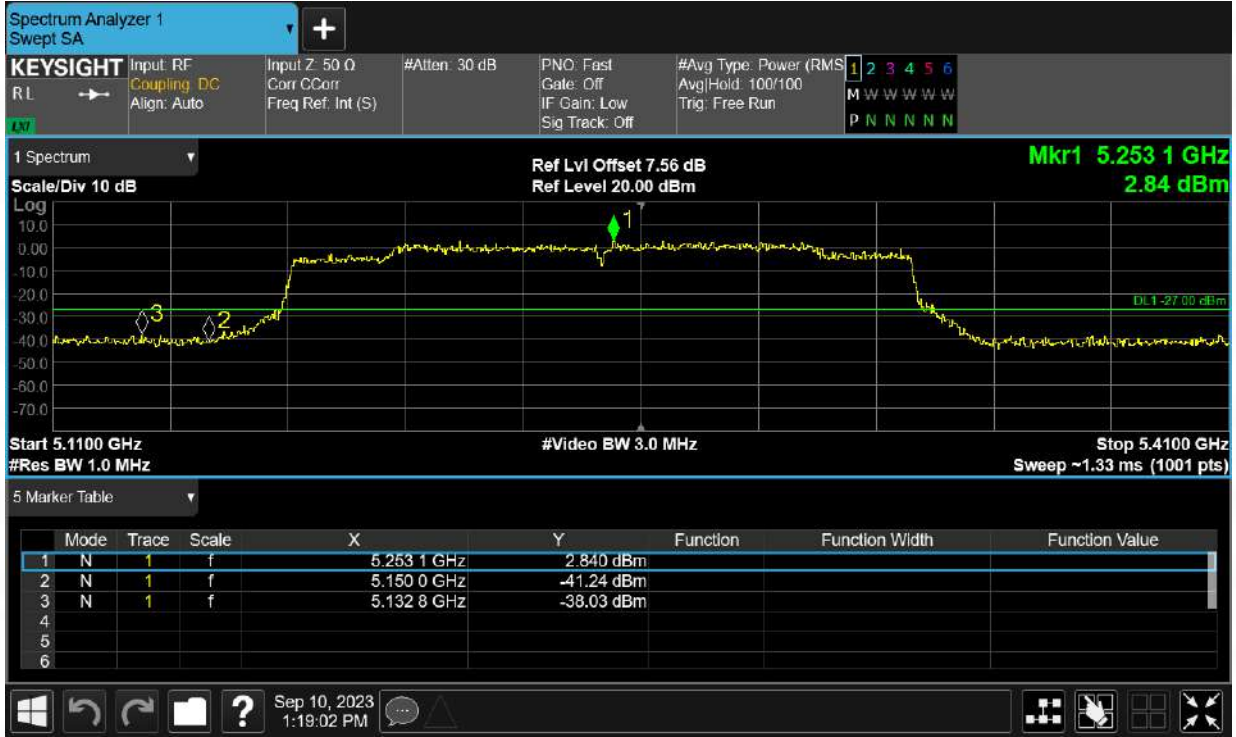 Spectrum Analyzer 1
Swept SA
KEYSIGHT
RL
LXI
Input: RF
Coupling: DC
Align: Auto
Input Z: 50 Ω
Corr CCorr
Freq Ref: Int (S)
#Atten: 30 dB
PNO: Fast
Gate: Off
IF Gain: Low
Sig Track: Off
#Avg Type: Power (RMS
Avg|Hold: 100/100
Trig: Free Run
1 2 3 4 5 6
M W W W W W
P N N N N N
1 Spectrum
Scale/Div 10 dB
Ref Lvl Offset 7.56 dB
Ref Level 20.00 dBm
Mkr1 5.253 1 GHz
2.84 dBm
Log
10.0
0.00
-10.0
-20.0
-30.0
-40.0
-50.0
-60.0
-70.0
1
3
2
DL1 -27.00 dBm
Start 5.1100 GHz
#Res BW 1.0 MHz
#Video BW 3.0 MHz
Stop 5.4100 GHz
Sweep ~1.33 ms (1001 pts)
5 Marker Table
Mode Trace Scale X Y Function Function Width Function Value
1 N 1 f 5.253 1 GHz 2.840 dBm
2 N 1 f 5.150 0 GHz -41.24 dBm
3 N 1 f 5.132 8 GHz -38.03 dBm
4
5
6
?
Sep 10, 2023
1:19:02 PM